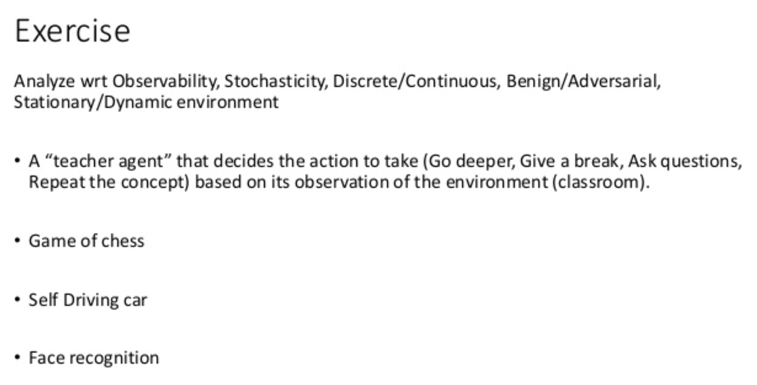 Exercise
Analyze wrt Observability, Stochasticity, Discrete/Continuous, Benign/Adversarial,
Stationary/Dynamic environment
• A “teacher agent” that decides the action to take (Go deeper, Give a break, Ask questions,
Repeat the concept) based on its observation of the environment (classroom).
• Game of chess
• Self Driving car
• Face recognition